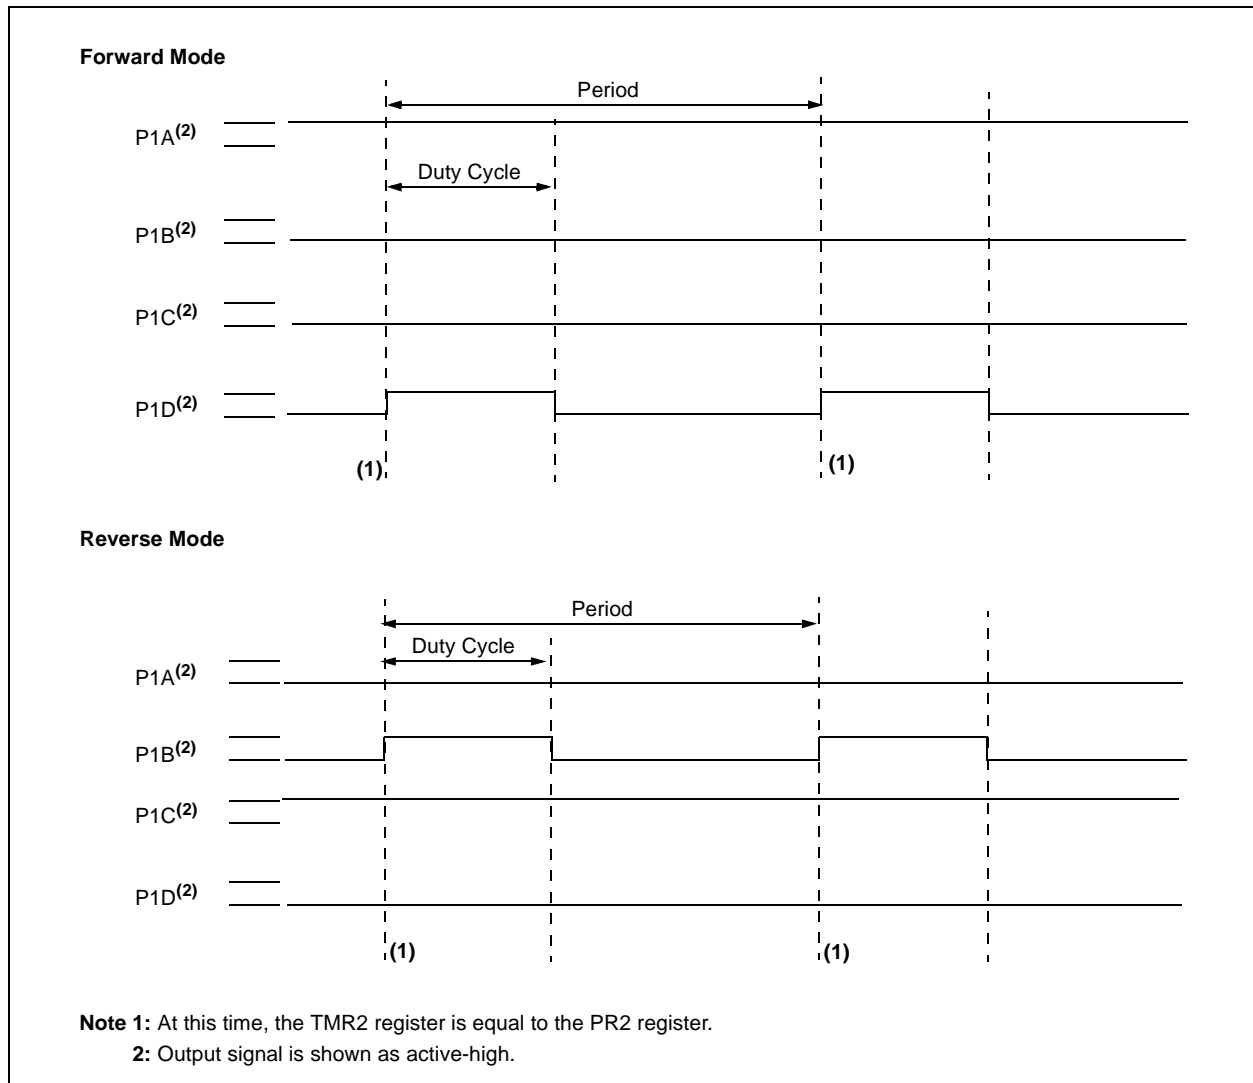 Forward Mode
Period
P1A(2)
Duty Cycle
P1B(2)
P1C(2)
P1D(2)
(1)
(1)
Reverse Mode
Period
Duty Cycle
P1A(2)
P1B(2)
P1C(2)
P1D(2)
(1)
(1)
Note 1: At this time, the TMR2 register is equal to the PR2 register.
2: Output signal is shown as active-high.